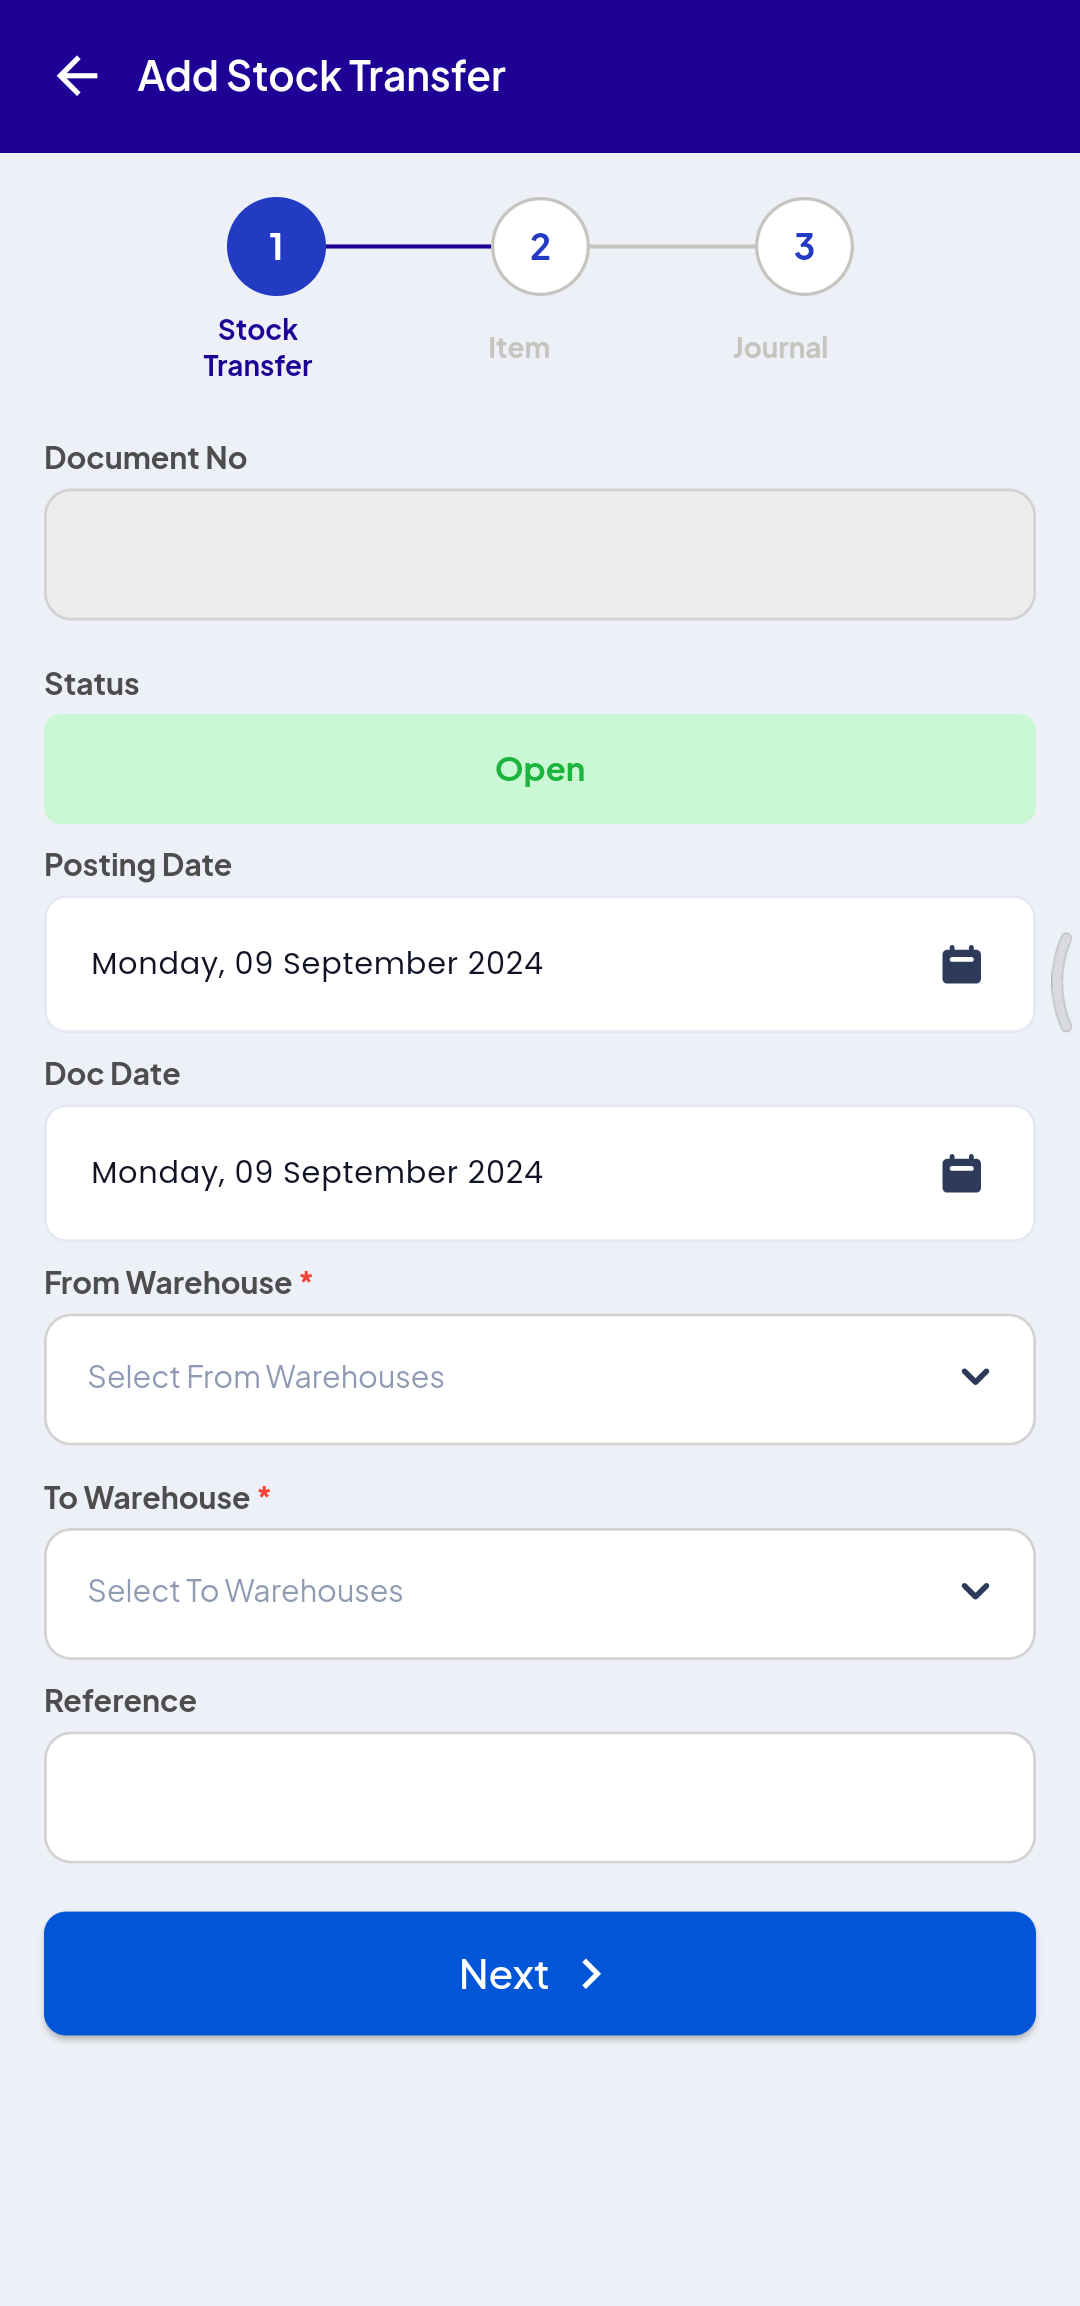 Add Stock Transfer
1
2
3
Stock
Transfer
Item
Journal
Document No
Status
Open
Posting Date
Monday, 09 September 2024
Doc Date
Monday, 09 September 2024
From Warehouse *
Select From Warehouses
To Warehouse *
Select To Warehouses
Reference
Next